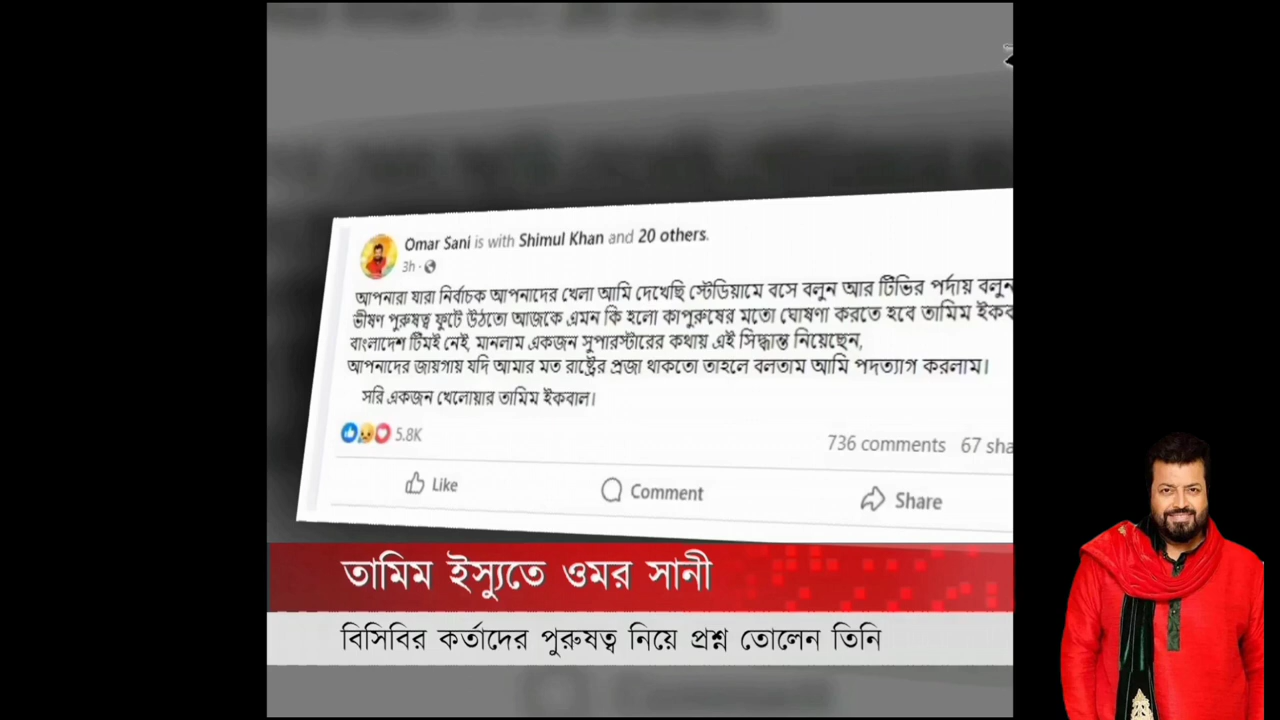 Omar Sani is with Shimul Khan and 20 others.
3h
আপনারা যারা নির্বাচক আপনাদের খেলা আমি দেখেছি স্টেডিয়ামে বসে বলুন আর টিভির পর্দায় বলুন
ভীষণ পুরুষত্ব ফুটে উঠতো আজকে এমন কি হলো কাপুরুষের মতো ঘোষণা করতে হবে তামিম
বাংলাদেশ টিমই নেই, মানলাম একজন সুপারস্টারের কথায় এই সিদ্ধান্ত নিয়েছেন,
আপনাদের জায়গায় যদি আমার মত রাষ্ট্রের প্রজা থাকতো তাহলে বলতাম আমি পদত্যাগ করলাম।
সরি একজন খেলোয়ার তামিম ইকবাল।
5.8K 736 comments 67
Like Comment Share
তামিম ইস্যুতে ওমর সানী
বিসিবির কর্তাদের পুরুষত্ব নিয়ে প্রশ্ন তোলেন তিনি